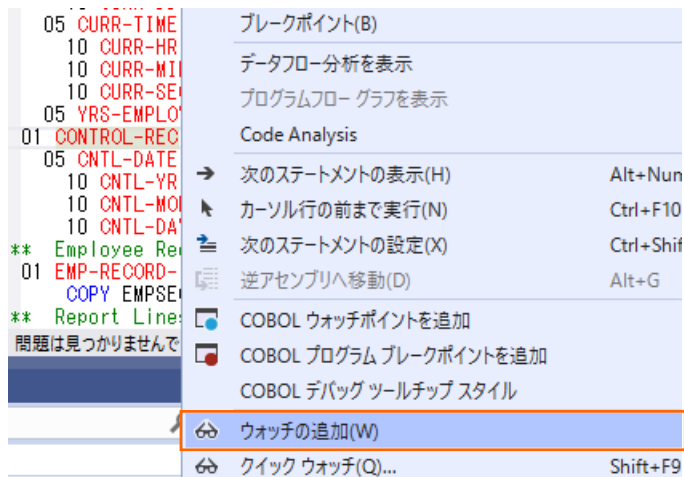 05 CURR-TIME
10 CURR-HR
10 CURR-MI
10 CURR-SE
05 YRS-EMPLO
01 CONTROL-REC
05 CNTL-DATE
10 CNTL-YR
10 CNTL-MO
10 CNTL-DA
** Employee Re
01 EMP-RECORD-
COPY EMPSE
** Report Line
問題は見つかりませんで
ブレークポイント(B)
データフロー分析を表示
プログラムフロー グラフを表示
Code Analysis
次のステートメントの表示(H) Alt+Num
カーソル行の前まで実行(N) Ctrl+F10
次のステートメントの設定(X) Ctrl+Shif
逆アセンブリへ移動(D) Alt+G
COBOL ウォッチポイントを追加
COBOL プログラム ブレークポイントを追加
COBOL デバッグ ツールチップ スタイル
ウォッチの追加(W)
クイック ウォッチ(Q)... Shift+F9